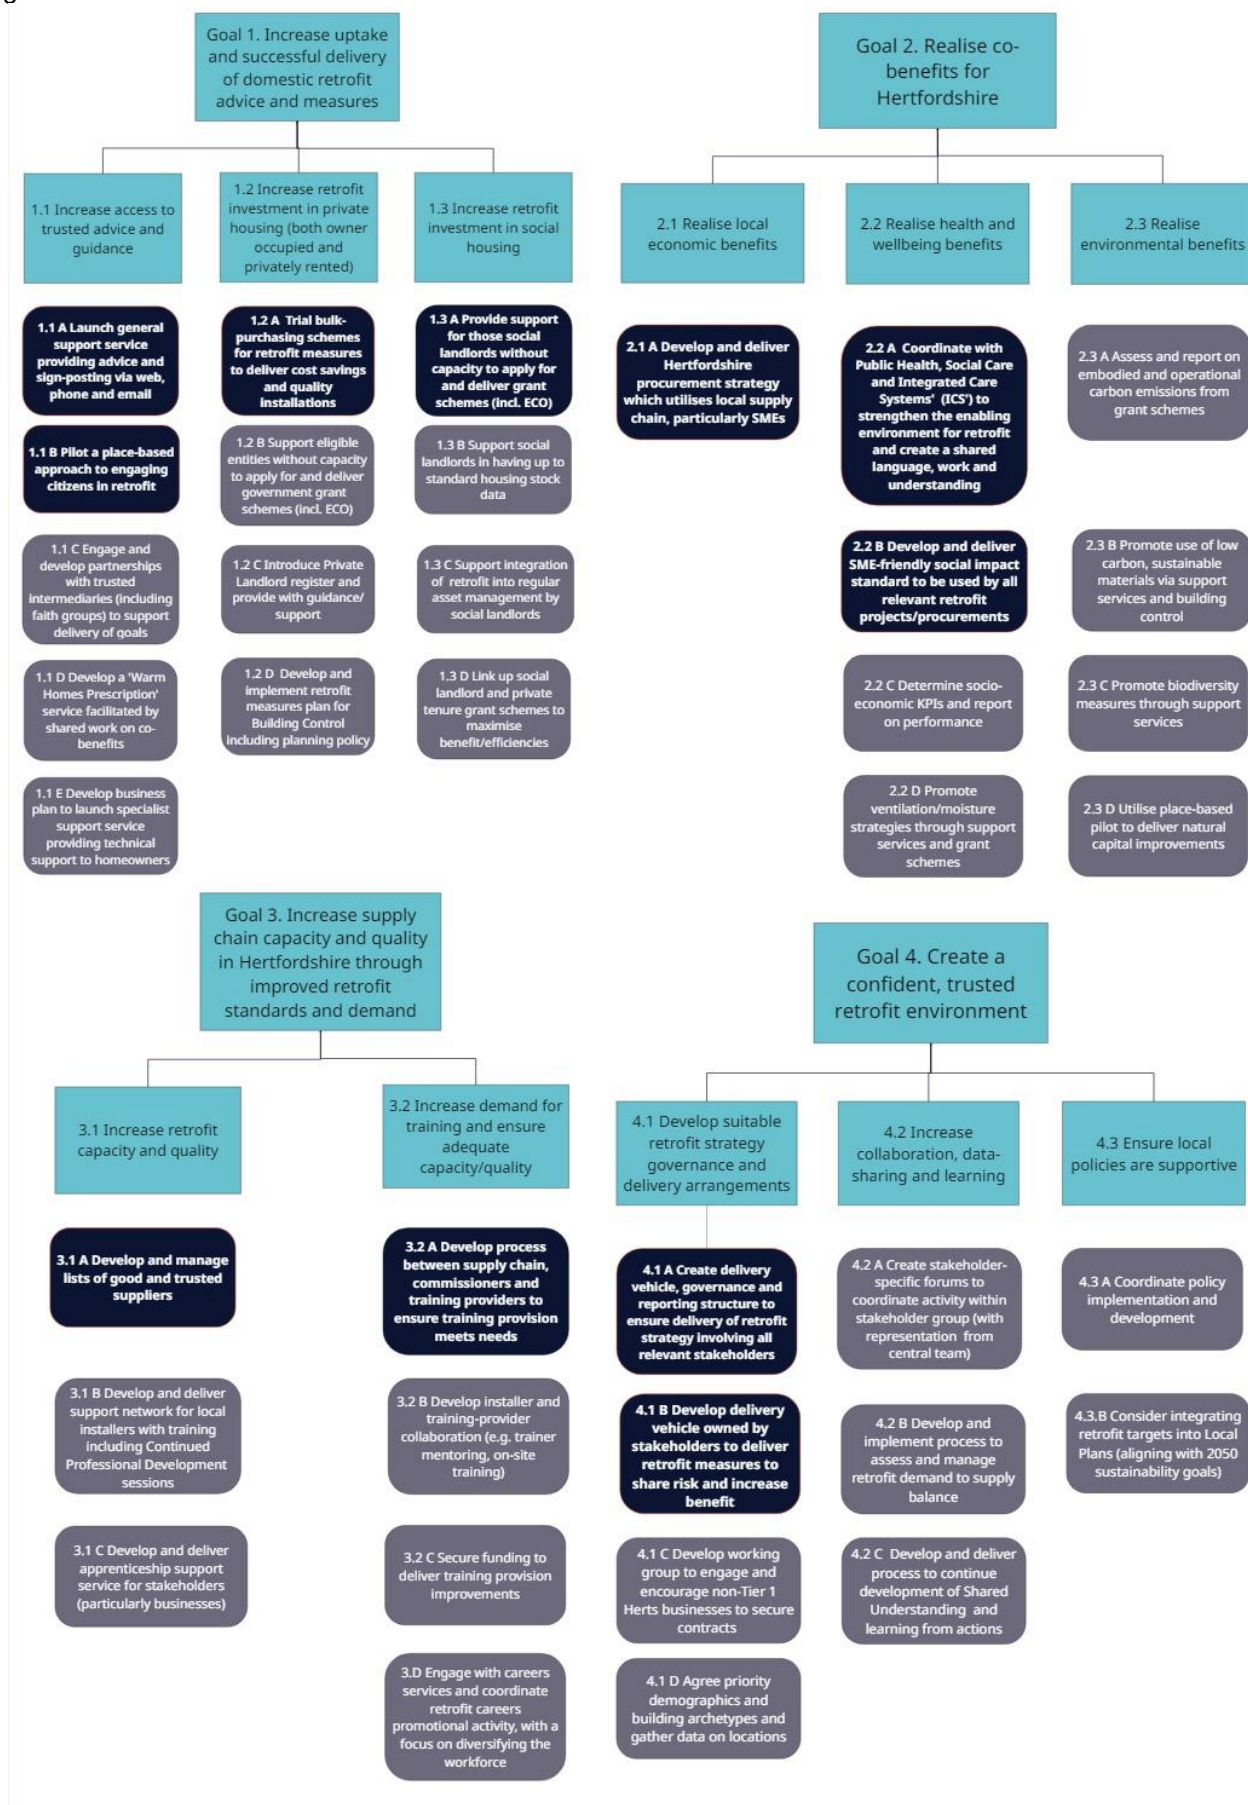 Goal 1. Increase uptake
and successful delivery
of domestic retrofit
advice and measures
1.1 Increase access to
trusted advice and
guidance
1.2 Increase retrofit
investment in private
housing (both owner
occupied and
privately rented)
1.3 Increase retrofit
investment in social
housing
1.1 A Launch general
support service
providing advice and
sign-posting via web,
phone and email
1.1 B Pilot a place-based
approach to engaging
citizens in retrofit
1.1 C Engage and
develop partnerships
with trusted
intermediaries (including
faith groups) to support
delivery of goals
1.1 D Develop a 'Warm
Homes Prescription'
service facilitated by
shared work on co-
benefits
1.1 E Develop business
plan to launch specialist
support service
providing technical
support to homeowners
1.2 A Trial bulk-
purchasing schemes
for retrofit measures
to deliver cost savings
and quality
installations
1.2 B Support eligible
entities without capacity
to apply for and deliver
government grant
schemes (incl. ECO)
1.2 C Introduce Private
Landlord register and
provide with guidance/
support
1.2 D Develop and
implement retrofit
measures plan for
Building Control
including planning policy
1.3 A Provide support
for those social
landlords without
capacity to apply for
and deliver grant
schemes (incl. ECO)
1.3 B Support social
landlords in having up to
standard housing stock
data
1.3 C Support integration
of retrofit into regular
asset management by
social landlords
1.3 D Link up social
landlord and private
tenure grant schemes to
maximise
benefit/efficiencies
Goal 2. Realise co-
benefits for
Hertfordshire
2.1 Realise local
economic benefits
2.2 Realise health and
wellbeing benefits
2.3 Realise
environmental benefits
2.1 A Develop and deliver
Hertfordshire
procurement strategy
which utilises local supply
chain, particularly SMEs
2.2 A Coordinate with
Public Health, Social Care
and Integrated Care
Systems' (ICS') to
strengthen the enabling
environment for retrofit
and create a shared
language, work and
understanding
2.2 B Develop and deliver
SME-friendly social impact
standard to be used by all
relevant retrofit
projects/procurements
2.2 C Determine socio-
economic KPIs and report
on performance
2.2 D Promote
ventilation/moisture
strategies through support
services and grant
schemes
2.3 A Assess and report on
embodied and operational
carbon emissions from
grant schemes
2.3 B Promote use of low
carbon, sustainable
materials via support
services and building
control
2.3 C Promote biodiversity
measures through support
services
2.3 D Utilise place-based
pilot to deliver natural
capital improvements
Goal 3. Increase supply
chain capacity and quality
in Hertfordshire through
improved retrofit
standards and demand
3.1 Increase retrofit
capacity and quality
3.2 Increase demand for
training and ensure
adequate
capacity/quality
3.1 A Develop and manage
lists of good and trusted
suppliers
3.1 B Develop and deliver
support network for local
installers with training
including Continued
Professional Development
sessions
3.1 C Develop and deliver
apprenticeship support
service for stakeholders
(particularly businesses)
3.2 A Develop process
between supply chain,
commissioners and
training providers to
ensure training provision
meets needs
3.2 B Develop installer and
training-provider
collaboration (e.g. trainer
mentoring, on-site
training)
3.2 C Secure funding to
deliver training provision
improvements
3.D Engage with careers
services and coordinate
retrofit careers
promotional activity, with a
focus on diversifying the
workforce
Goal 4. Create a
confident, trusted
retrofit environment
4.1 Develop suitable
retrofit strategy
governance and
delivery arrangements
4.2 Increase
collaboration, data-
sharing and learning
4.3 Ensure local
policies are supportive
4.1 A Create delivery
vehicle, governance and
reporting structure to
ensure delivery of retrofit
strategy involving all
relevant stakeholders
4.1 B Develop delivery
vehicle owned by
stakeholders to deliver
retrofit measures to
share risk and increase
benefit
4.1 C Develop working
group to engage and
encourage non-Tier 1
Herts businesses to secure
contracts
4.1 D Agree priority
demographics and
building archetypes and
gather data on locations
4.2 A Create stakeholder-
specific forums to
coordinate activity within
stakeholder group (with
representation from
central team)
4.2 B Develop and
implement process to
assess and manage
retrofit demand to supply
balance
4.2 C Develop and deliver
process to continue
development of Shared
Understanding and
learning from actions
4.3 A Coordinate policy
implementation and
development
4.3.B Consider integrating
retrofit targets into Local
Plans (aligning with 2050
sustainability goals)